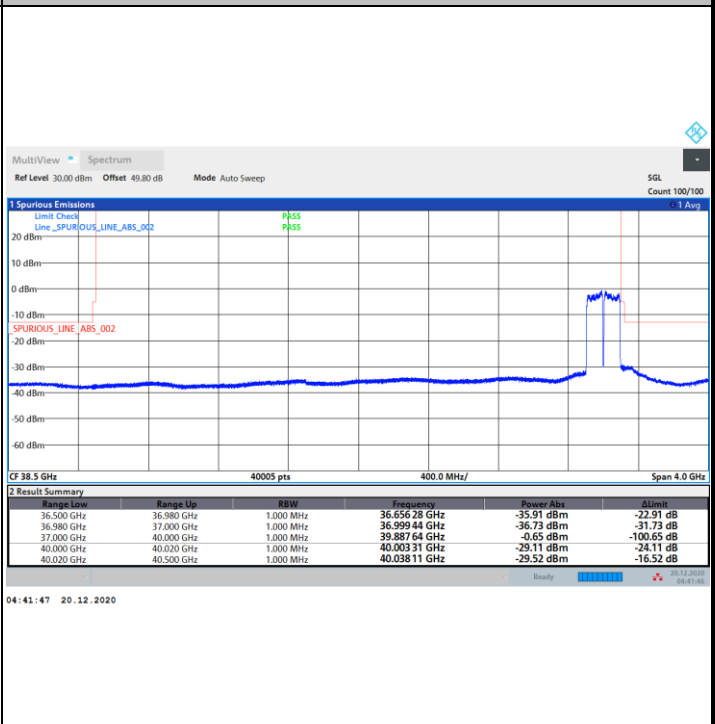 MultiView Spectrum
Ref Level 30.00 dBm Offset 49.80 dB Mode Auto Sweep SGL
Count 100/100
1 Spurious Emissions 1 Avg
Limit Check PASS
Line _SPURIOUS_LINE_ABS_002 PASS
20 dBm
10 dBm
0 dBm
-10 dBm
_SPURIOUS_LINE_ABS_002
-20 dBm
-30 dBm
-40 dBm
-50 dBm
-60 dBm
CF 38.5 GHz 40005 pts 400.0 MHz/ Span 4.0 GHz
2 Result Summary
Range Low Range Up RBW Frequency Power Abs ΔLimit
36.500 GHz 36.980 GHz 1.000 MHz 36.656 28 GHz -35.91 dBm -22.91 dB
36.980 GHz 37.000 GHz 1.000 MHz 36.999 44 GHz -36.73 dBm -31.73 dB
37.000 GHz 40.000 GHz 1.000 MHz 39.887 64 GHz -0.65 dBm -100.65 dB
40.000 GHz 40.020 GHz 1.000 MHz 40.003 31 GHz -29.11 dBm -24.11 dB
40.020 GHz 40.500 GHz 1.000 MHz 40.038 11 GHz -29.52 dBm -16.52 dB
Ready 20.12.2020
04:41:46
04:41:47 20.12.2020